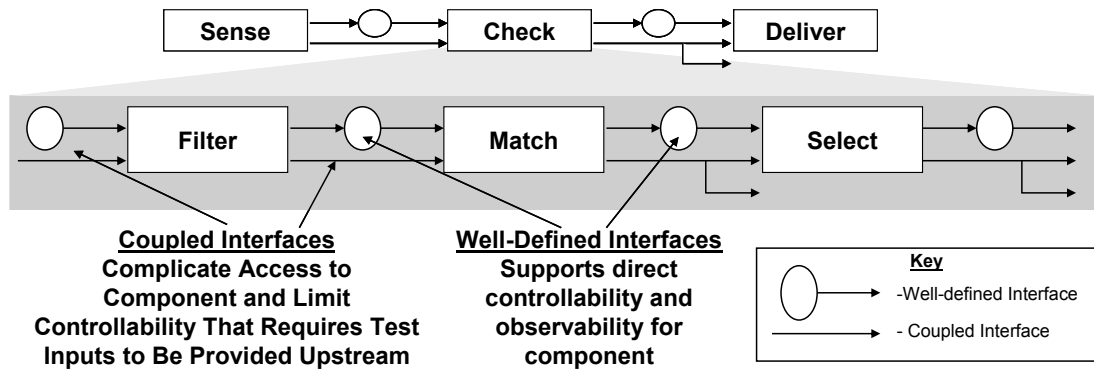 Sense
Check
Deliver
Filter
Match
Select
Coupled Interfaces
Complicate Access to
Component and Limit
Controllability That Requires Test
Inputs to Be Provided Upstream
Well-Defined Interfaces
Supports direct
controllability and
observability for
component
Key
-Well-defined Interface
- Coupled Interface